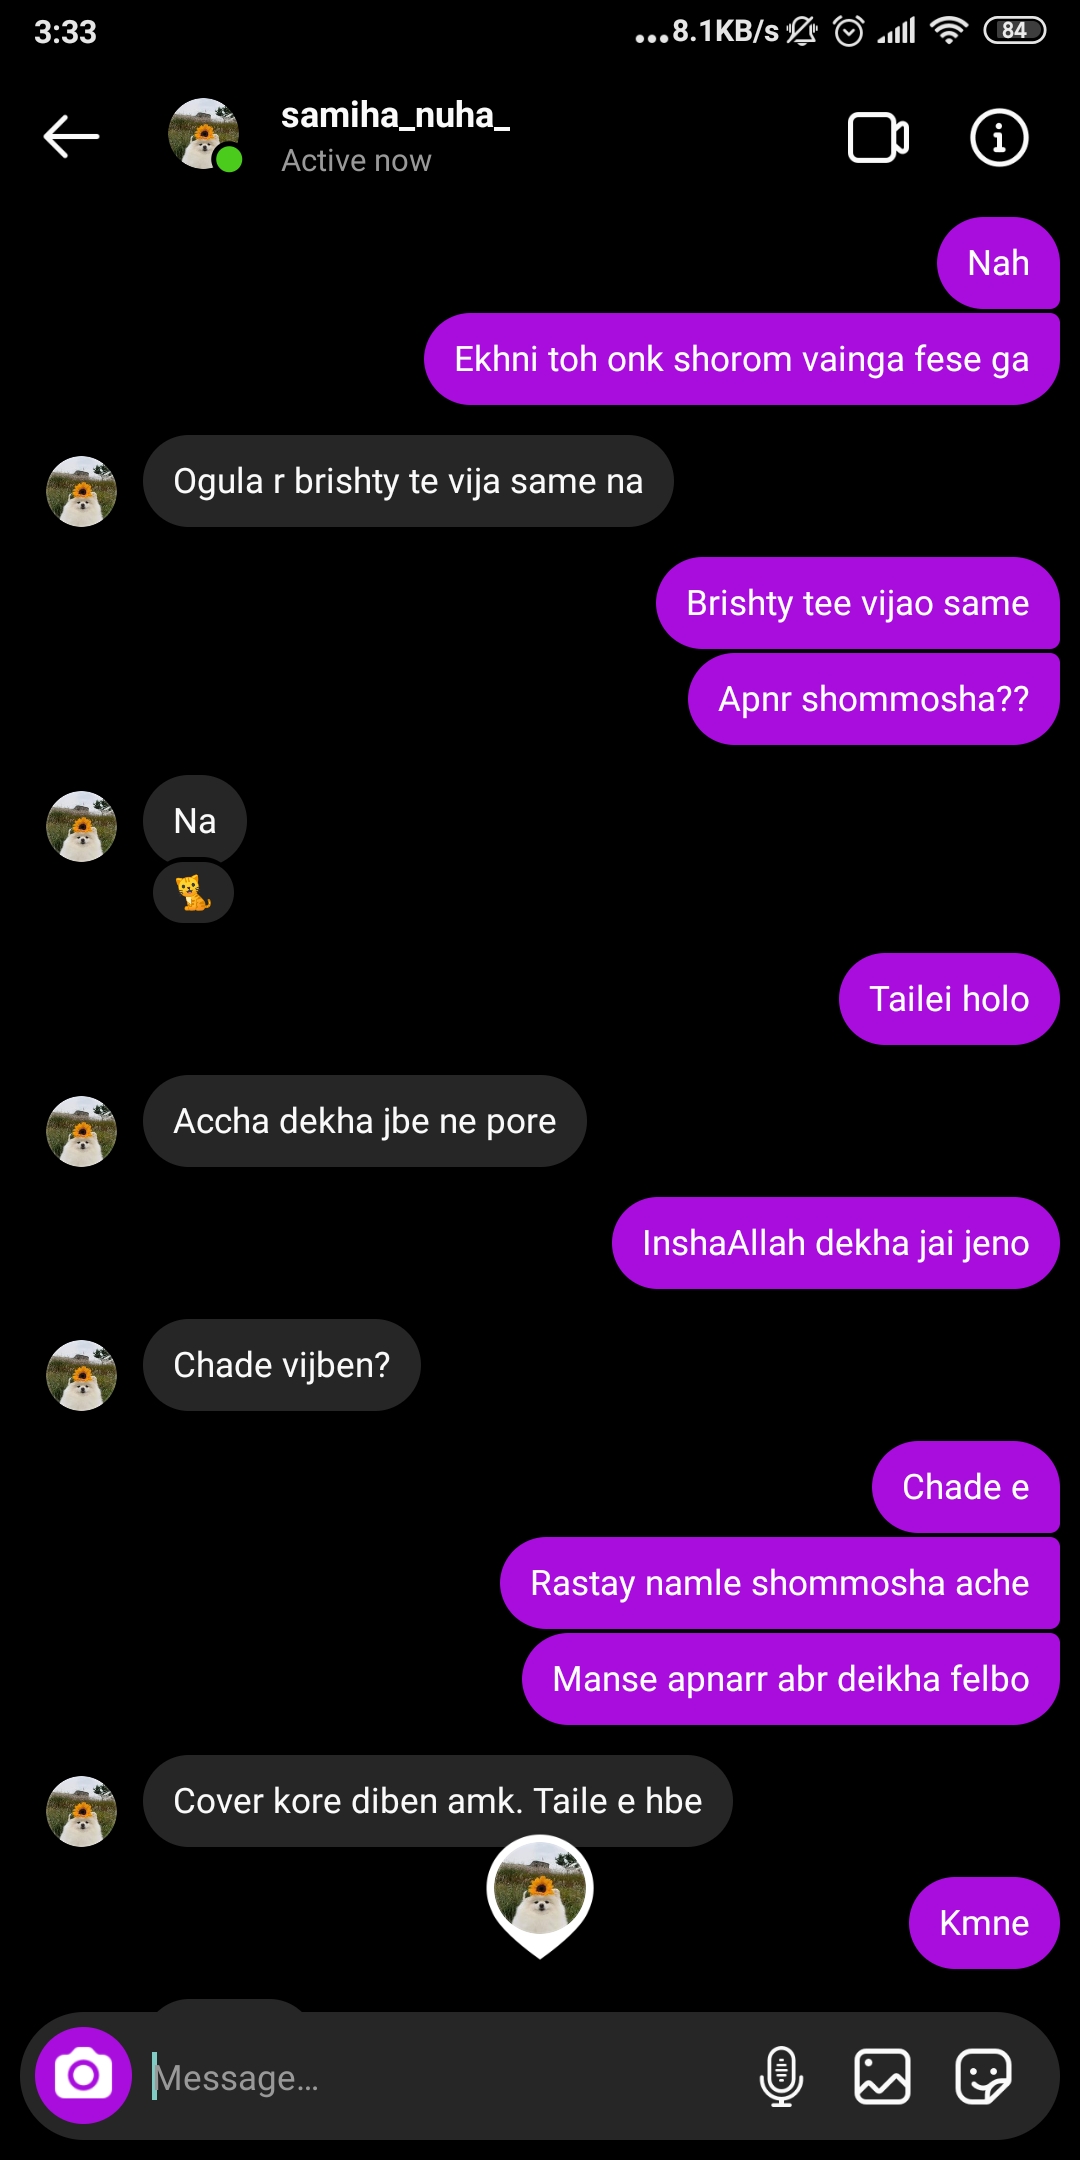 3:33
...8.1KB/s
84
samiha_nuha_
Active now
Nah
Ekhni toh onk shorom vainga fese ga
Ogula r brishty te vija same na
Brishty tee vijao same
Apnr shommosha??
Na
Tailei holo
Accha dekha jbe ne pore
InshaAllah dekha jai jeno
Chade vijben?
Chade e
Rastay namle shommosha ache
Manse apnarr abr deikha felbo
Cover kore diben amk. Taile e hbe
Kmne
Message...